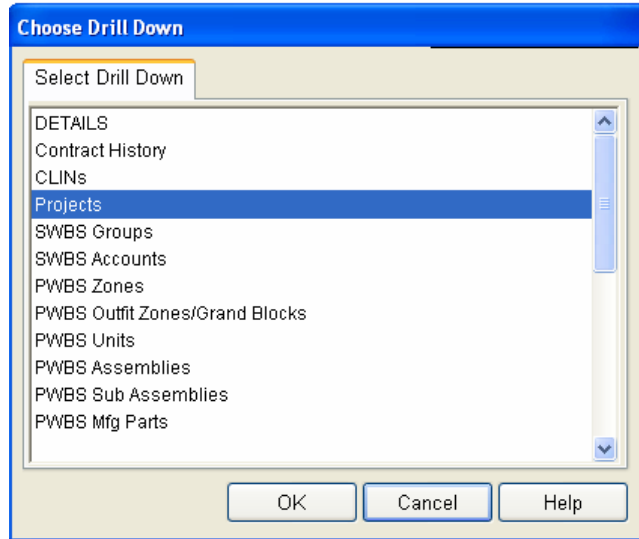 Choose Drill Down
Select Drill Down
DETAILS
Contract History
CLINs
Projects
SWBS Groups
SWBS Accounts
PWBS Zones
PWBS Outfit Zones/Grand Blocks
PWBS Units
PWBS Assemblies
PWBS Sub Assemblies
PWBS Mfg Parts
OK Cancel Help